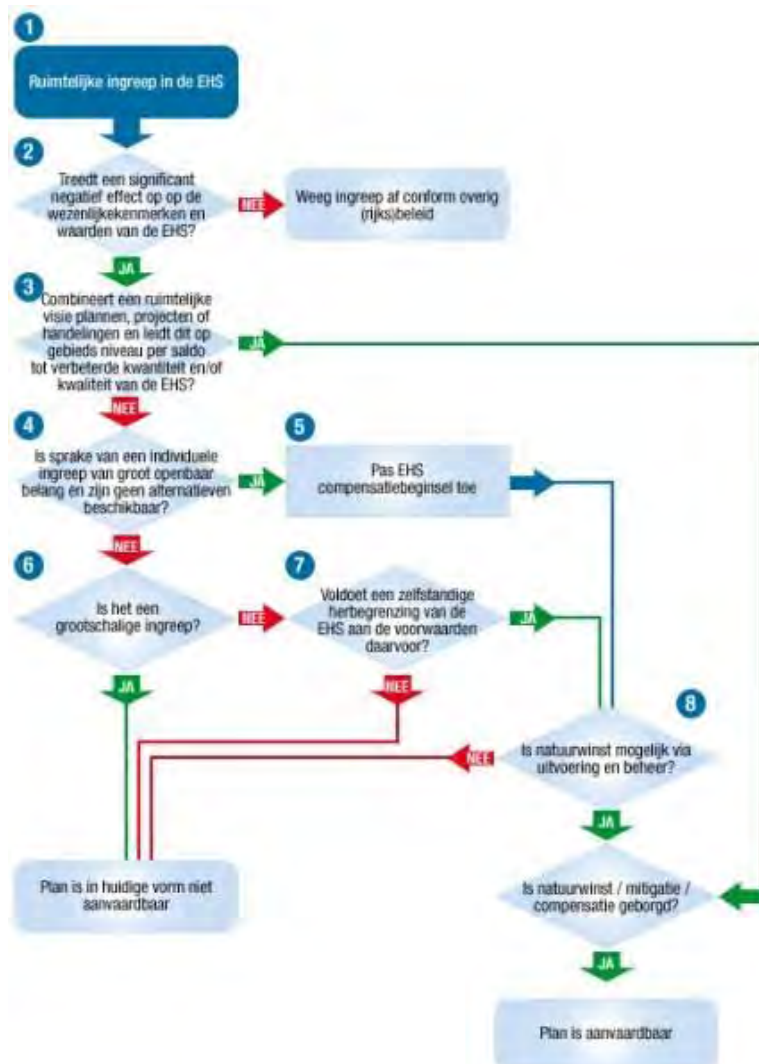 1
Ruimtelijke ingreep in de EHS
2
Treedt een significant
negatief effect op op de
wezenlijkekenmerken en
waarden van de EHS?
NEE
Weeg ingreep af conform overig
(rijks)beleid
JA
3
Combineert een ruimtelijke
visie plannen, projecten of
handelingen en leidt dit op
gebieds niveau per saldo
tot verbeterde kwantiteit en/of
kwaliteit van de EHS?
JA
NEE
4
Is sprake van een individuele
ingreep van groot openbaar
belang en zijn geen alternatieven
beschikbaar?
JA
5
Pas EHS
compensatiebeginsel toe
NEE
6
Is het een
grootschalige ingreep?
NEE
7
Voldoet een zelfstandige
herbegrenzing van de
EHS aan de voorwaarden
daarvoor?
JA
JA
NEE
8
Is natuurwinst mogelijk via
uitvoering en beheer?
NEE
JA
Plan is in huidige vorm niet
aanvaardbaar
Is natuurwinst / mitigatie /
compensatie geborgd?
JA
Plan is aanvaardbaar